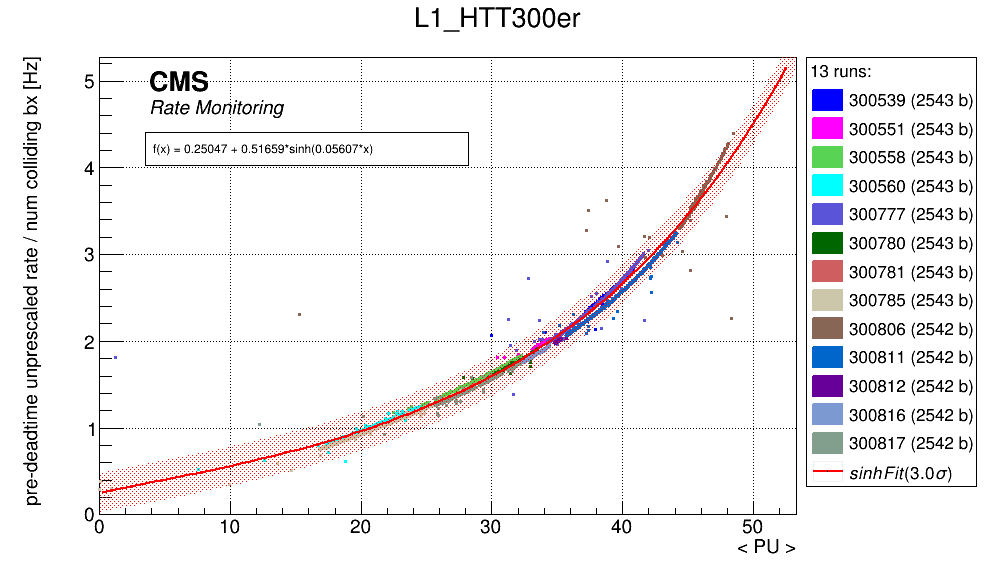 L1_HTT300er
pre-deadtime unprescaled rate / num colliding bx [Hz]
CMS
Rate Monitoring
f(x) = 0.25047 + 0.51659*sinh(0.05607*x)
5
4
3
2
1
0
0 10 20 30 40 50
< PU >
13 runs:
300539 (2543 b)
300551 (2543 b)
300558 (2543 b)
300560 (2543 b)
300777 (2543 b)
300780 (2543 b)
300781 (2543 b)
300785 (2543 b)
300806 (2542 b)
300811 (2542 b)
300812 (2542 b)
300816 (2542 b)
300817 (2542 b)
sinhFit(3.0σ)